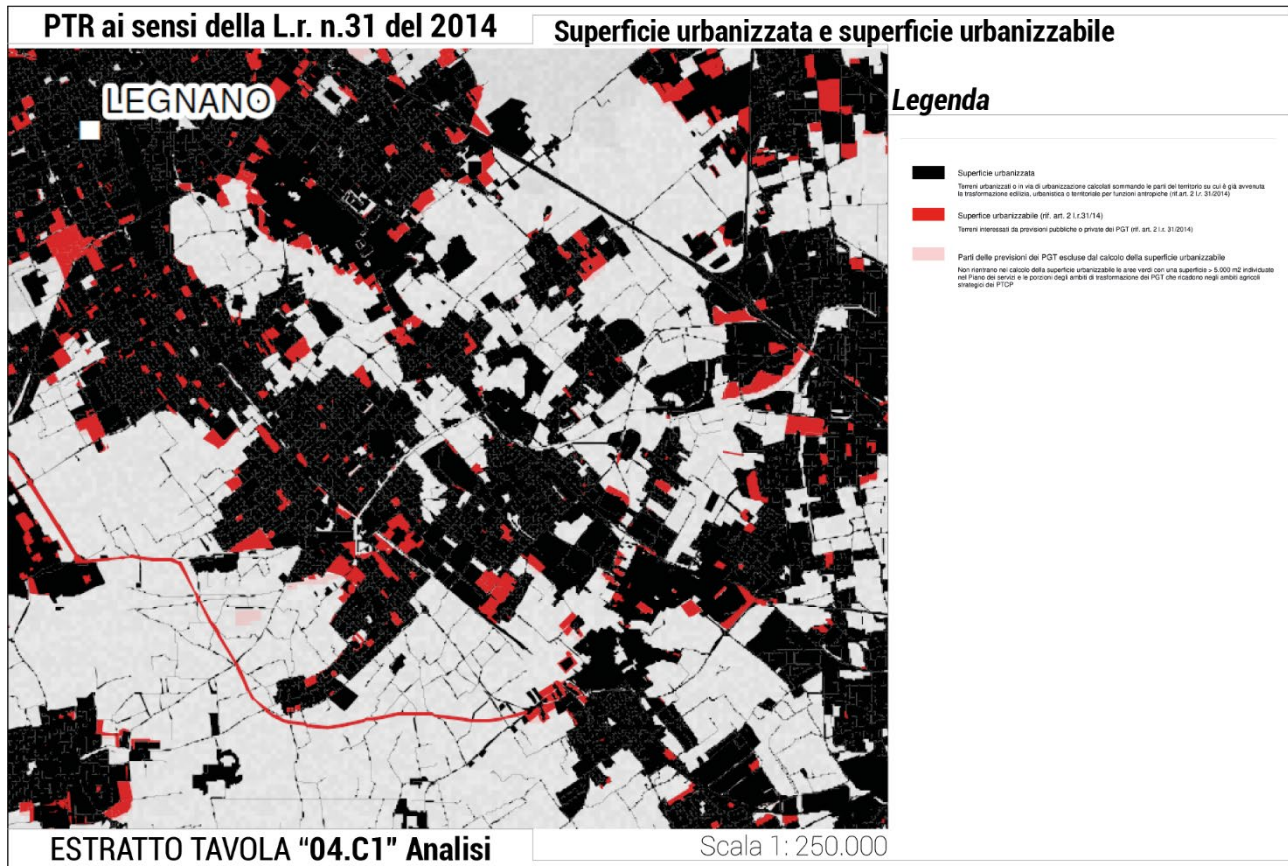 PTR ai sensi della L.r. n.31 del 2014
Superficie urbanizzata e superficie urbanizzabile
LEGNANO
Legenda
Superficie urbanizzata
Terreni urbanizzati o in via di urbanizzazione calcolati sommando le parti del territorio su cui è già avvenuta
la trasformazione edilizia, urbanistica o territoriale per funzioni antropiche (rif.art. 2 l.r. 31/2014)
Superfice urbanizzabile (rif. art. 2 l.r.31/14)
Terreni interessati da previsioni pubbliche o private dei PGT (rif. art. 2 l.r. 31/2014)
Parti delle previsioni dei PGT escluse dal calcolo della superficie urbanizzabile
Non rientrano nel calcolo della superficie urbanizzabile le aree verdi con una superficie > 5.000 m2 individuate
nel Piano dei servizi e le porzioni degli ambiti di trasformazione dei PGT che ricadono negli ambiti agricoli
strategici dei PTCP
ESTRATTO TAVOLA “04.C1” Analisi
Scala 1: 250.000